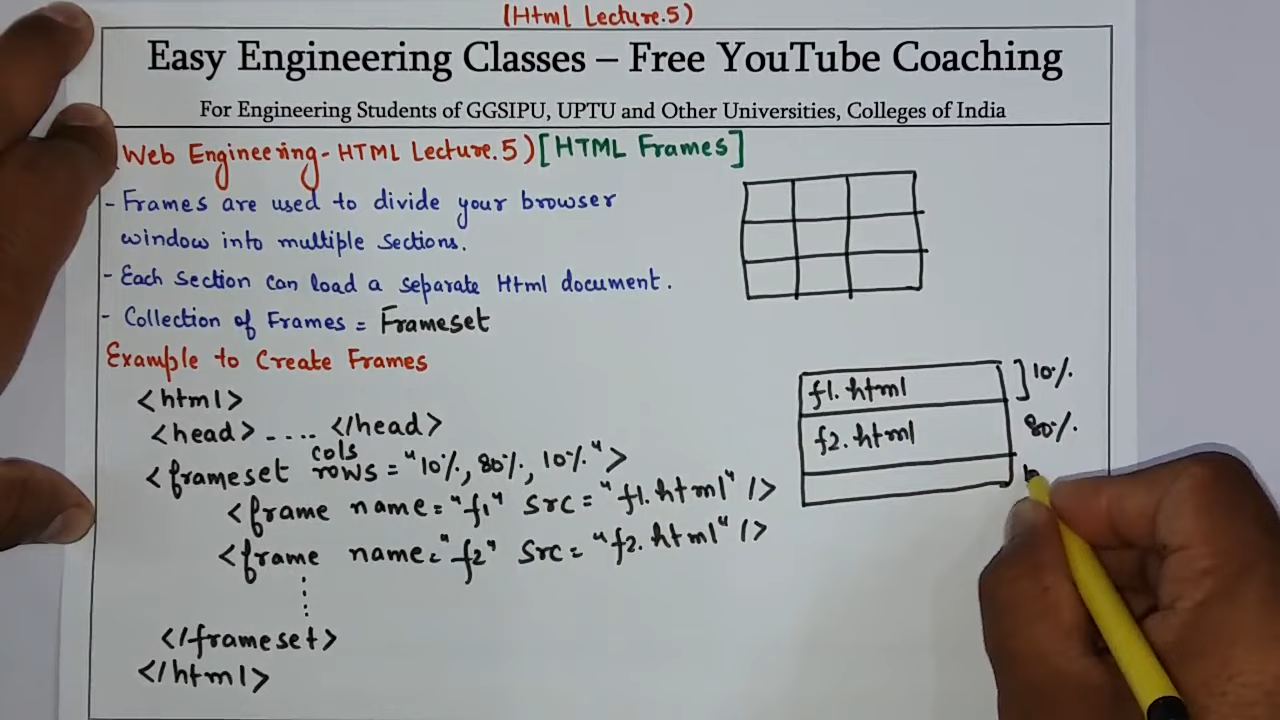 (Html Lecture.5)
Easy Engineering Classes – Free YouTube Coaching
For Engineering Students of GGSIPU, UPTU and Other Universities, Colleges of India
(Web Engineering- HTML Lecture.5) [HTML Frames]
- Frames are used to divide your browser
window into multiple sections.
- Each section can load a separate Html document.
- Collection of Frames = Frameset
Example to Create Frames
<html>
<head> .... </head>
cols
<frameset rows = "10%, 80%, 10%">
<frame name="f1" src="f1.html" />
<frame name="f2" src="f2.html" />
</frameset>
</html>
f1.html
10%
f2.html
80%